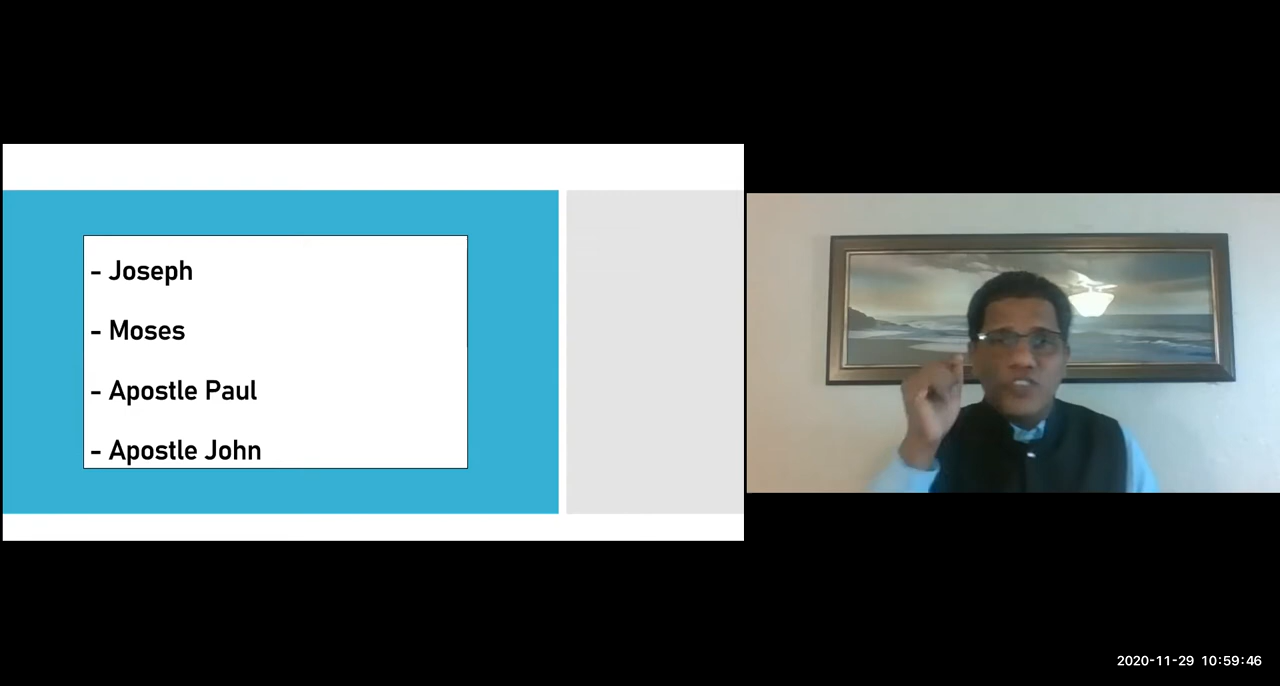 - Joseph
- Moses
- Apostle Paul
- Apostle John
2020-11-29 10:59:46